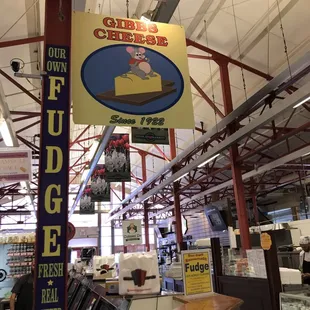 GIBBS
CHEESE
Since 1922
OUR
OWN
FUDGE
FRESH
REAL
Fudge